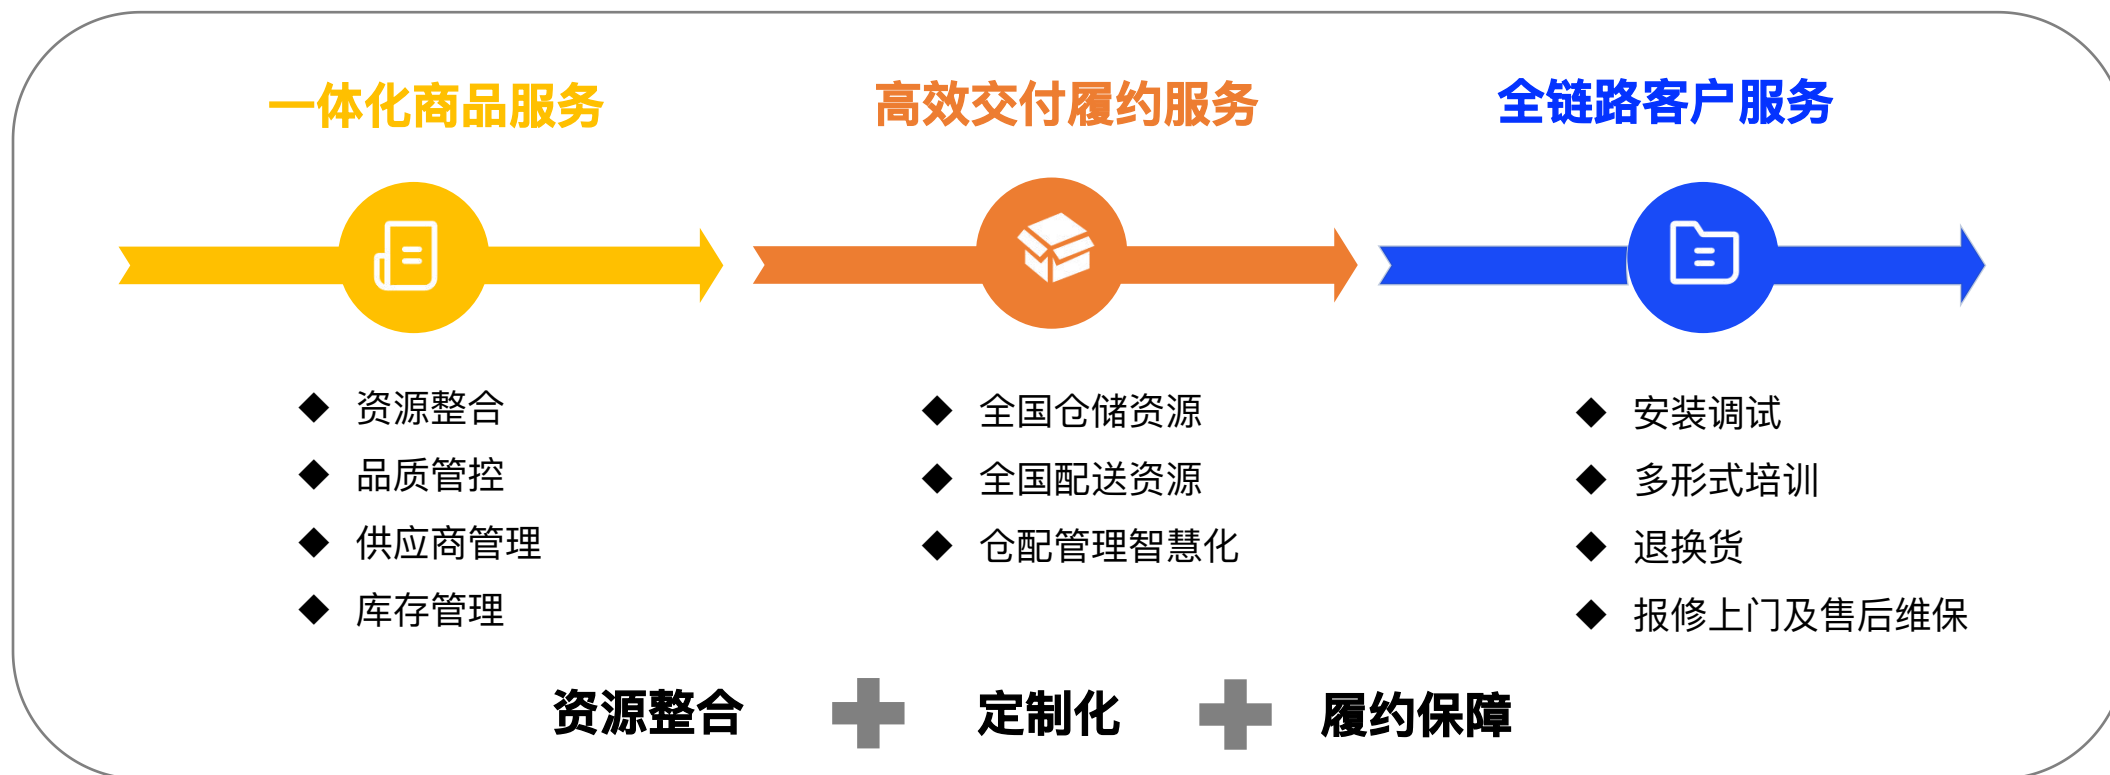 一体化商品服务
高效交付履约服务
全链路客户服务
资源整合
品质管控
供应商管理
库存管理
全国仓储资源
全国配送资源
仓配管理智慧化
安装调试
多形式培训
退换货
报修上门及售后维保
资源整合
定制化
履约保障